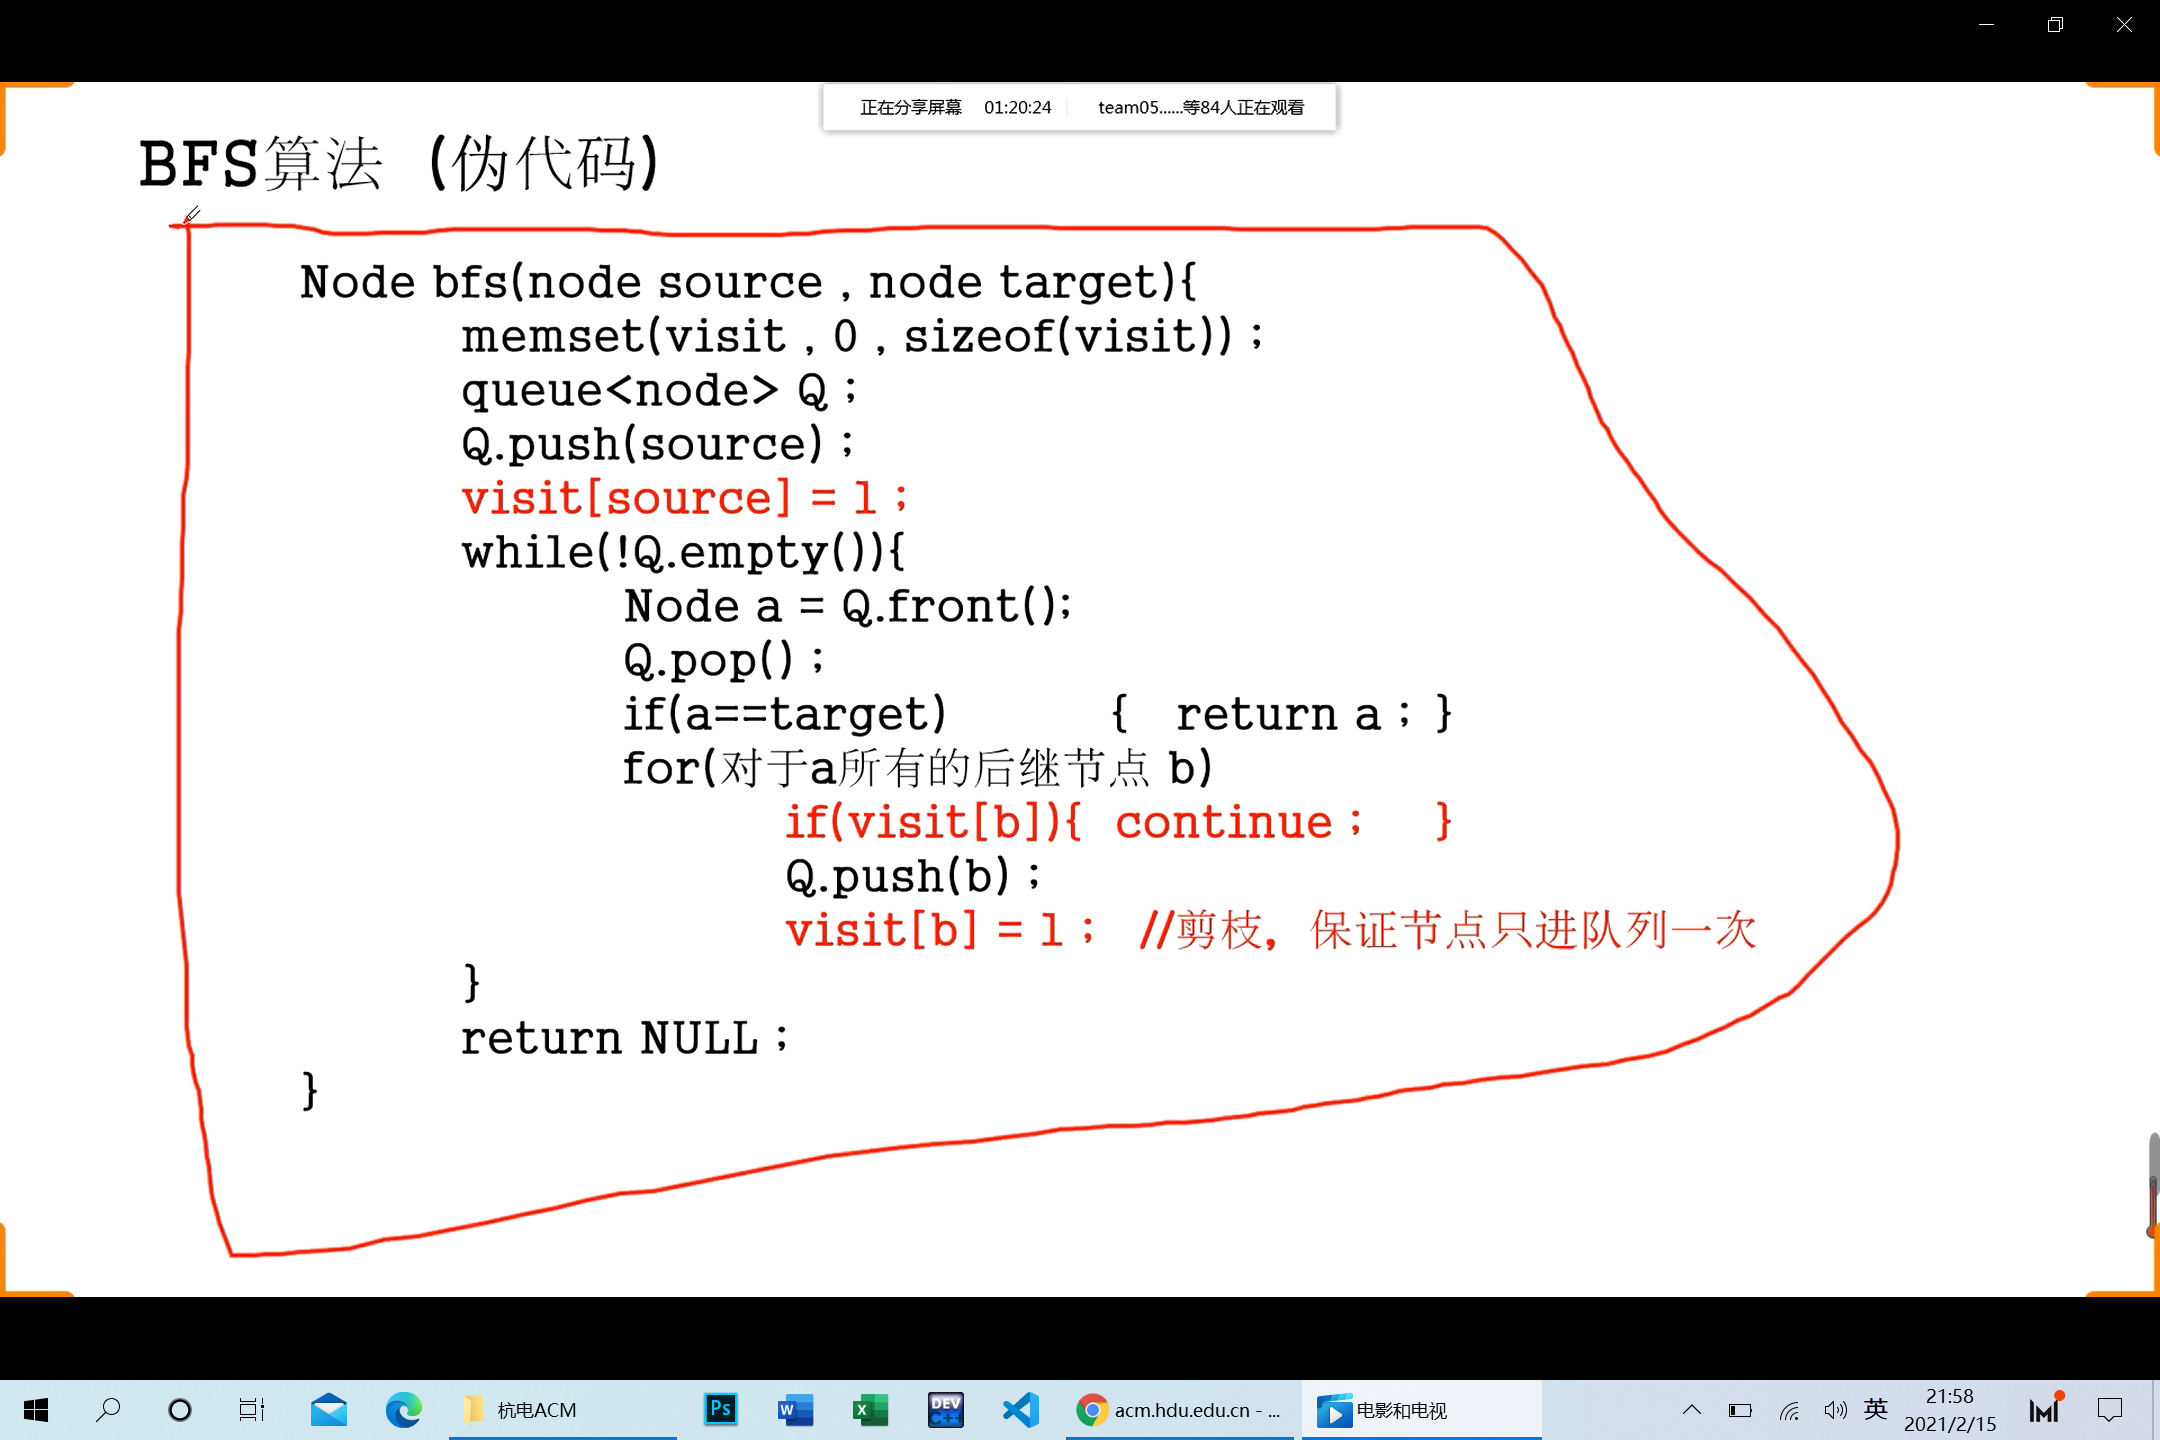 正在分享屏幕 01:20:24 team05......等84人正在观看
BFS算法 (伪代码)
Node bfs(node source , node target){
memset(visit , 0 , sizeof(visit)) ;
queue<node> Q ;
Q.push(source) ;
visit[source] = 1 ;
while(!Q.empty()){
Node a = Q.front();
Q.pop() ;
if(a==target) { return a ; }
for(对于a所有的后继节点 b)
if(visit[b]){ continue ; }
Q.push(b) ;
visit[b] = 1 ; //剪枝，保证节点只进队列一次
}
return NULL ;
}
杭电ACM Ps W X DEV C++ acm.hdu.edu.cn - ... 电影和电视 英 21:58
2021/2/15